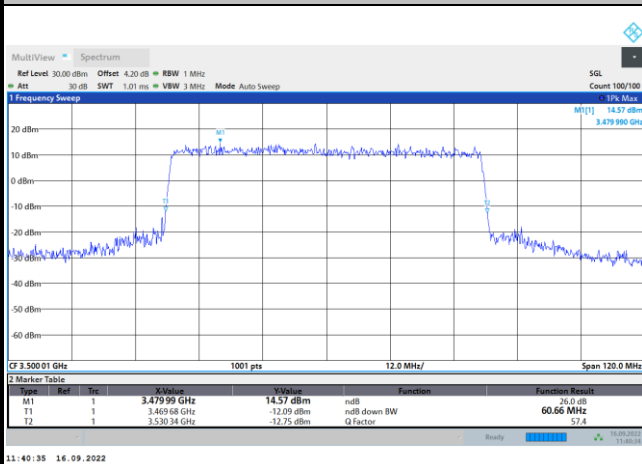 MultiView Spectrum
Ref Level 30.00 dBm Offset 4.20 dB RBW 1 MHz SGL
Att 30 dB SWT 1.01 ms VBW 3 MHz Mode Auto Sweep Count 100/100
1 Frequency Sweep 1Pk Max
M1[1] 14.57 dBm
3.479 990 GHz
M1
20 dBm
10 dBm
0 dBm
T1 T2
-10 dBm
-20 dBm
-30 dBm
-40 dBm
-50 dBm
-60 dBm
CF 3.500 01 GHz 1001 pts 12.0 MHz/ Span 120.0 MHz
2 Marker Table
Type Ref Trc X-Value Y-Value Function Function Result
M1 1 3.479 99 GHz 14.57 dBm ndB 26.0 dB
T1 1 3.469 68 GHz -12.09 dBm ndB down BW 60.66 MHz
T2 1 3.530 34 GHz -12.75 dBm Q Factor 57.4
Ready 16.09.2022
11:40:34
11:40:35 16.09.2022